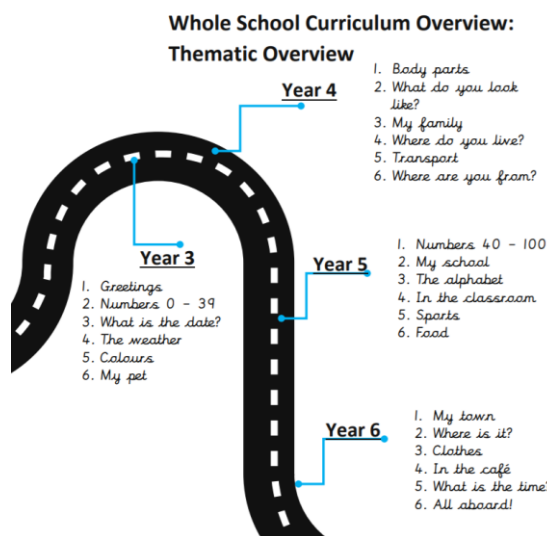 Whole School Curriculum Overview:
Thematic Overview
Year 4
1. Body parts
2. What do you look
like?
3. My family
4. Where do you live?
5. Transport
6. Where are you from?
Year 3
1. Greetings
2. Numbers 0 - 39
3. What is the date?
4. The weather
5. Colours
6. My pet
Year 5
1. Numbers 40 - 100
2. My school
3. The alphabet
4. In the classroom
5. Sports
6. Food
Year 6
1. My town
2. Where is it?
3. Clothes
4. In the café
5. What is the time?
6. All aboard!